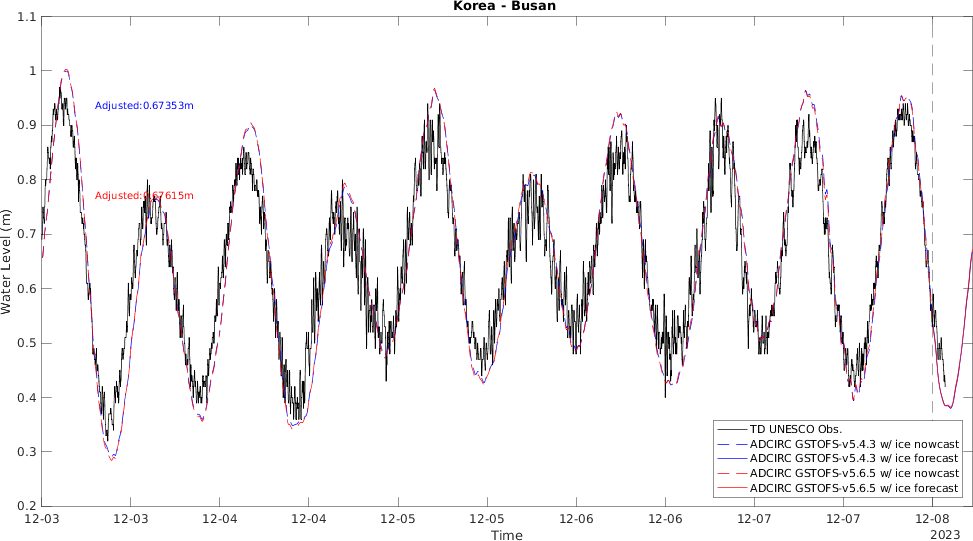 Korea - Busan
1.1
1
0.9
0.8
0.7
0.6
0.5
0.4
0.3
0.2
Water Level (m)
Adjusted:0.67353m
Adjusted:0.67615m
TD UNESCO Obs.
ADCIRC GSTOFS-v5.4.3 w/ ice nowcast
ADCIRC GSTOFS-v5.4.3 w/ ice forecast
ADCIRC GSTOFS-v5.6.5 w/ ice nowcast
ADCIRC GSTOFS-v5.6.5 w/ ice forecast
12-03 12-03 12-04 12-04 12-05 12-05 12-06 12-06 12-07 12-07 12-08
2023
Time